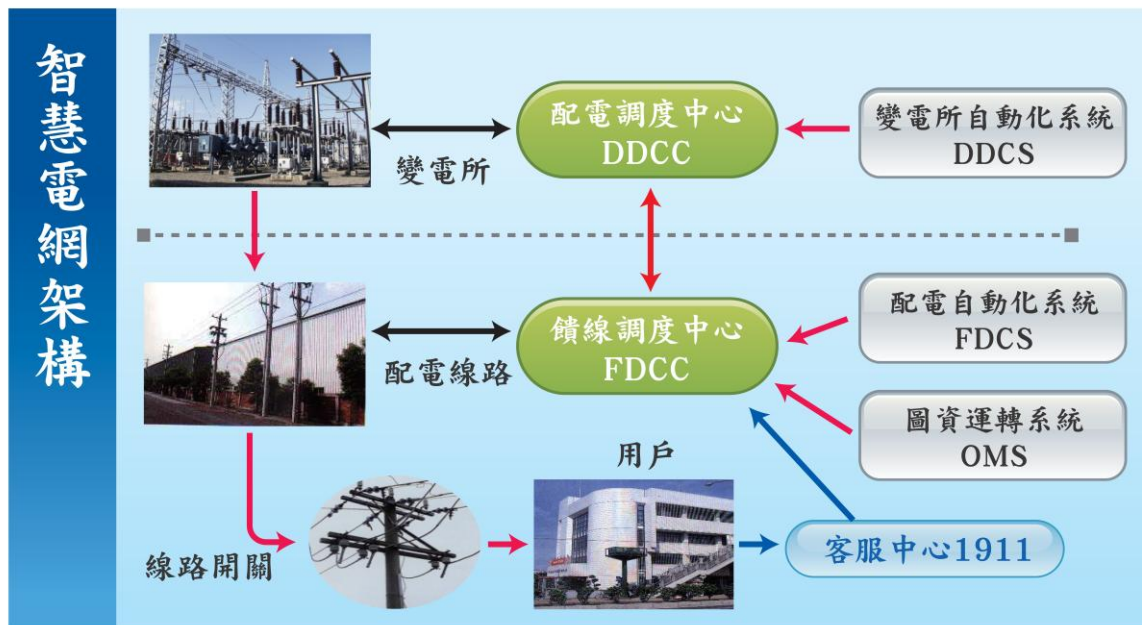 智慧電網架構
配電調度中心
DDCC
變電所自動化系統
DDCS
變電所
饋線調度中心
FDCC
配電自動化系統
FDCS
配電線路
圖資運轉系統
OMS
用戶
線路開關
客服中心1911